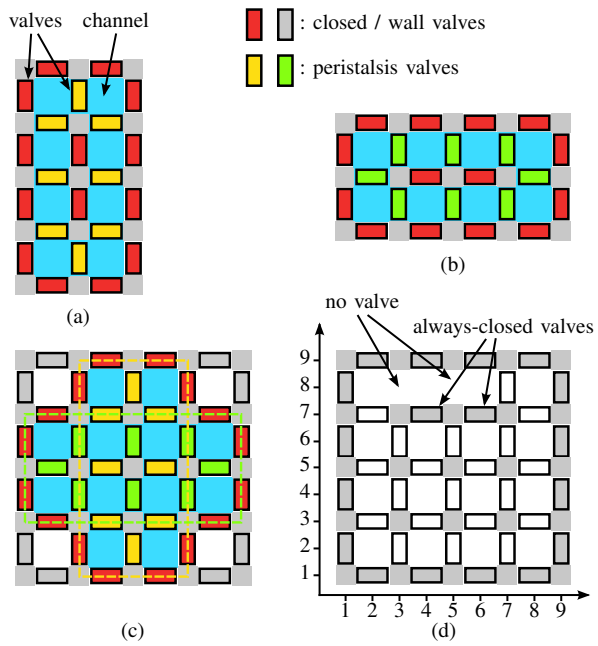 valves channel
: closed / wall valves
: peristalsis valves
(a)
(b)
no valve
always-closed valves
9
8
7
6
5
4
3
2
1
1 2 3 4 5 6 7 8 9
(c) (d)